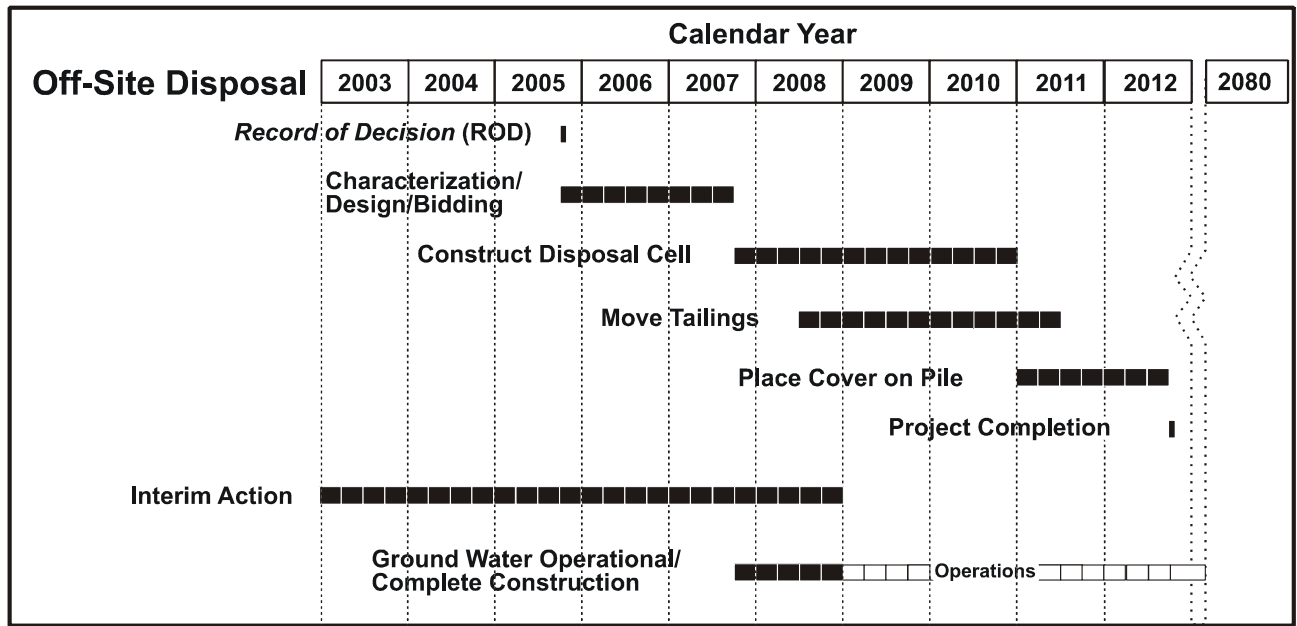 Calendar Year
Off-Site Disposal 2003 2004 2005 2006 2007 2008 2009 2010 2011 2012 2080
Record of Decision (ROD)
Characterization/
Design/Bidding
Construct Disposal Cell
Move Tailings
Place Cover on Pile
Project Completion
Interim Action
Ground Water Operational/
Complete Construction
Operations